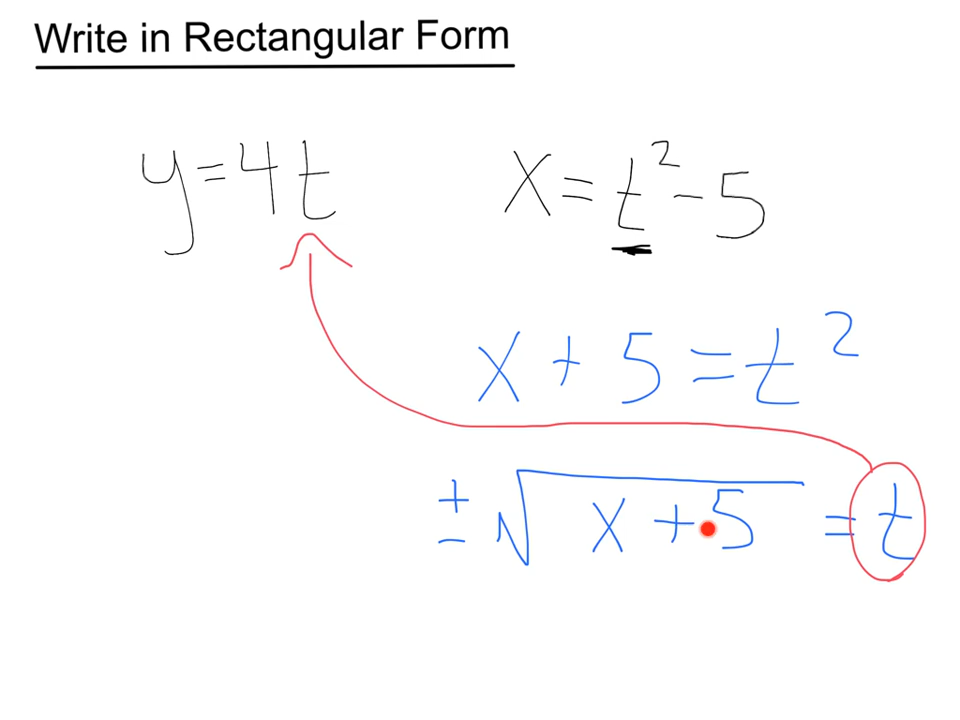 Write in Rectangular Form
y=4t x=t²-5
x+5=t²
±√(x+5)=t